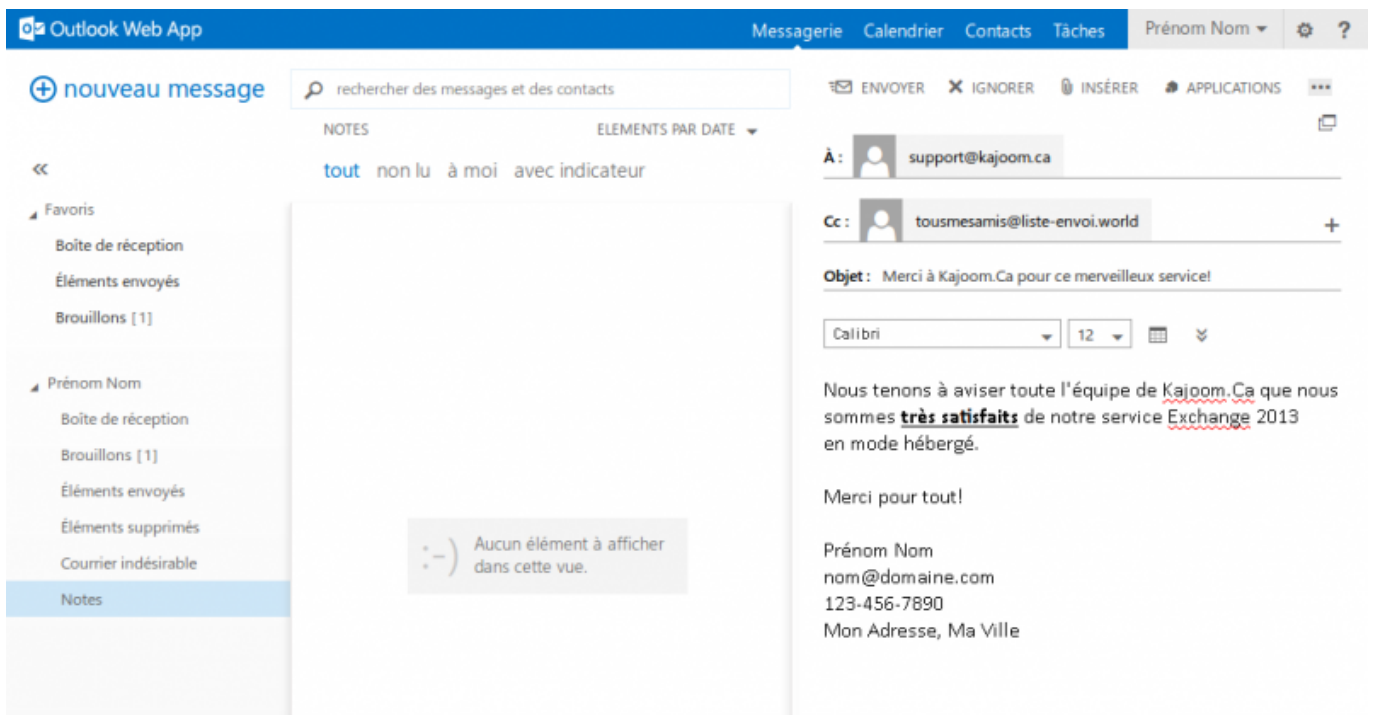 Outlook Web App
Messagerie Calendrier Contacts Tâches Prénom Nom ?
nouveau message
rechercher des messages et des contacts
NOTES ELEMENTS PAR DATE
tout non lu à moi avec indicateur
Favoris
Boîte de réception
Éléments envoyés
Brouillons [1]
Prénom Nom
Boîte de réception
Brouillons [1]
Éléments envoyés
Éléments supprimés
Courrier indésirable
Notes
:-) Aucun élément à afficher
dans cette vue.
ENVOYER IGNORER INSÉRER APPLICATIONS
À : support@kajoom.ca
Cc : tousmesamis@liste-envoi.world
Objet : Merci à Kajoom.Ca pour ce merveilleux service!
Calibri 12
Nous tenons à aviser toute l'équipe de Kajoom.Ca que nous
sommes très satisfaits de notre service Exchange 2013
en mode hébergé.
Merci pour tout!
Prénom Nom
nom@domaine.com
123-456-7890
Mon Adresse, Ma Ville